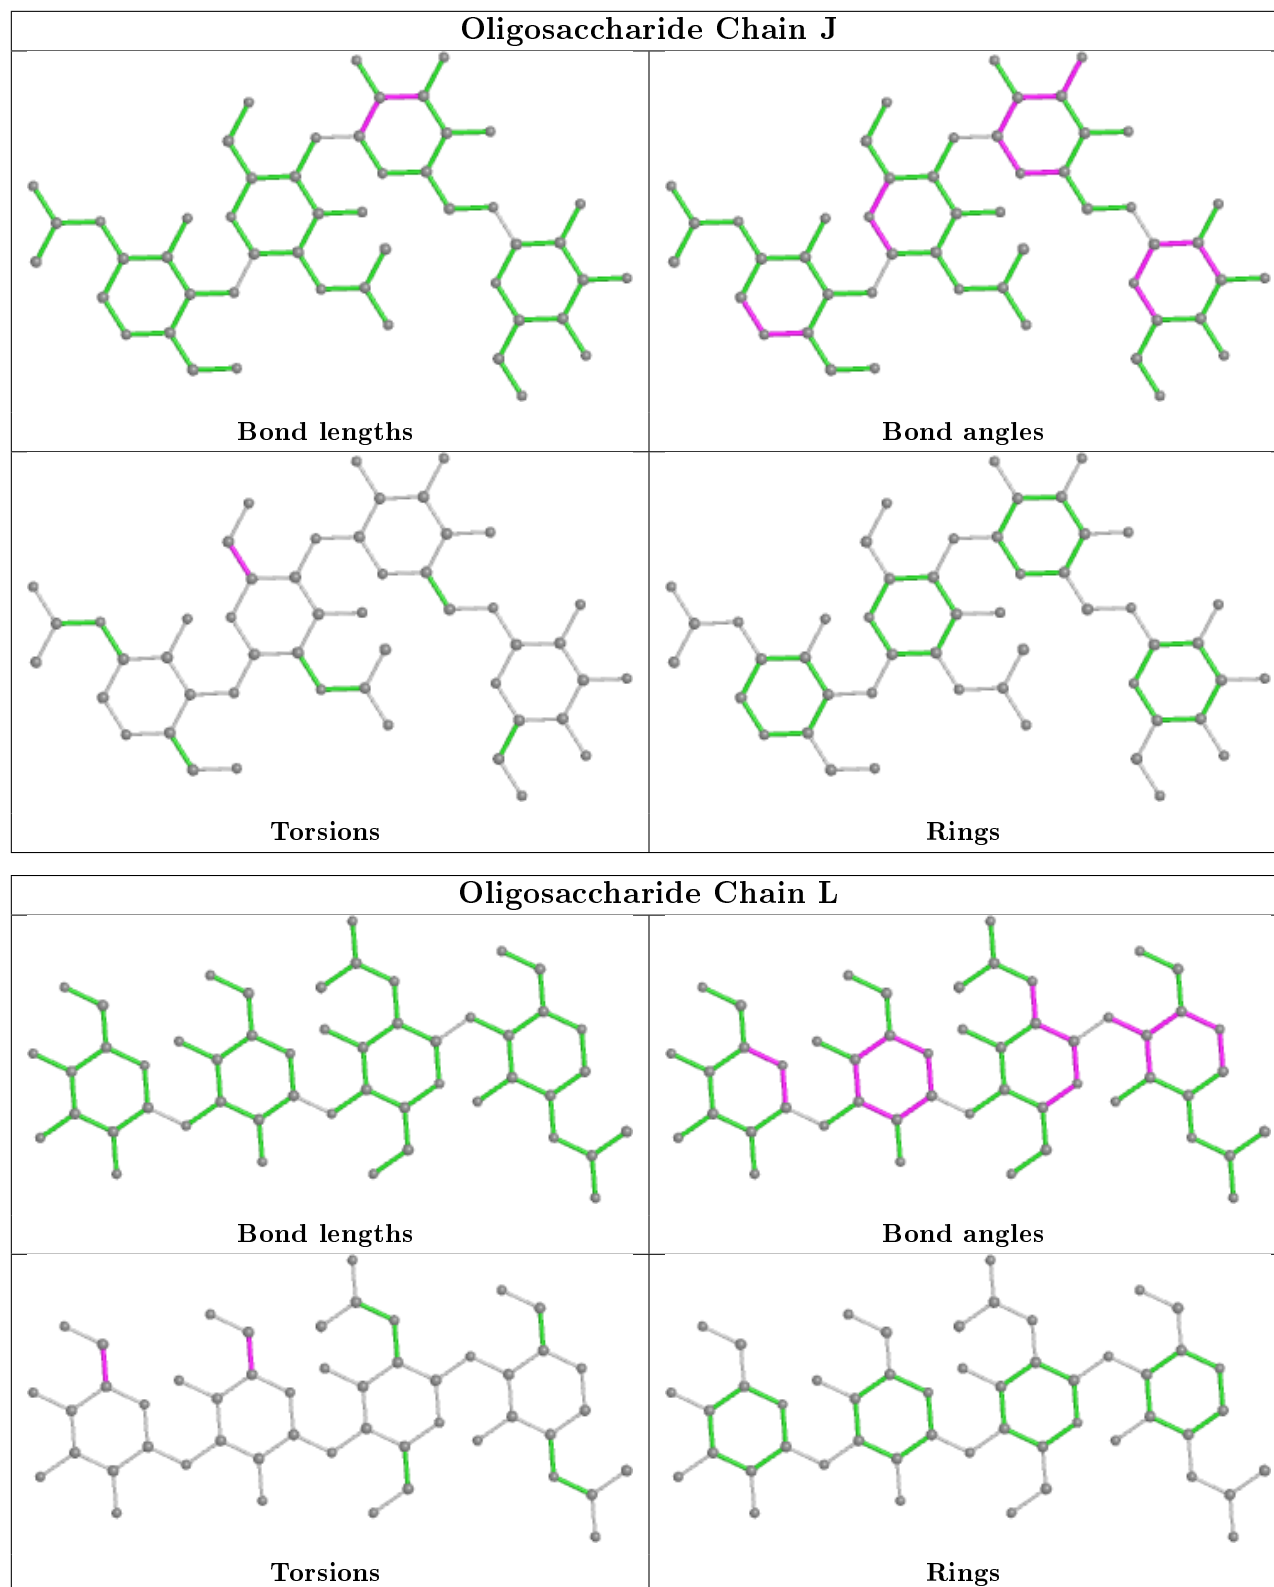 Oligosaccharide Chain J
Bond lengths
Bond angles
Torsions
Rings
Oligosaccharide Chain L
Bond lengths
Bond angles
Torsions
Rings